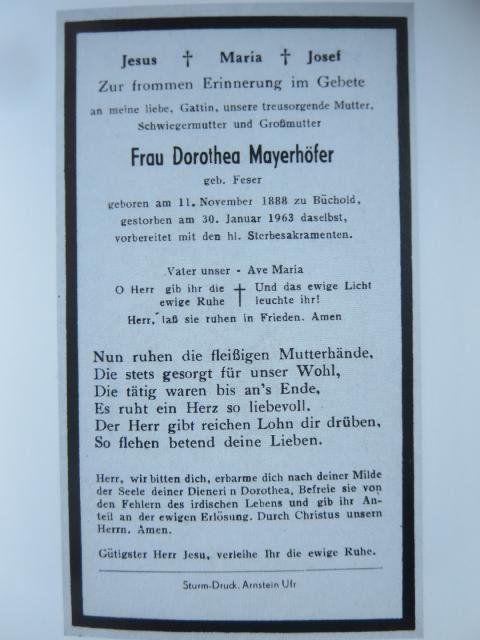 Jesus † Maria † Josef
Zur frommen Erinnerung im Gebete
an meine liebe, Gattin, unsere treusorgende Mutter,
Schwiegermutter und Großmutter
Frau Dorothea Mayerhöfer
geb. Feser
geboren am 11. November 1888 zu Büchold,
gestorben am 30. Januar 1963 daselbst,
vorbereitet mit den hl. Sterbesakramenten.
Vater unser - Ave Maria
O Herr gib ihr die † Und das ewige Licht
ewige Ruhe leuchte ihr!
Herr, laß sie ruhen in Frieden. Amen
Nun ruhen die fleißigen Mutterhände,
Die stets gesorgt für unser Wohl,
Die tätig waren bis an's Ende,
Es ruht ein Herz so liebevoll.
Der Herr gibt reichen Lohn dir drüben,
So flehen betend deine Lieben.
Herr, wir bitten dich, erbarme dich nach deiner Milde
der Seele deiner Dieneri n Dorothea, Befreie sie von
den Fehlern des irdischen Lebens und gib ihr An-
teil an der ewigen Erlösung. Durch Christus unsern
Herrn. Amen.
Gütigster Herr Jesu, verleihe Ihr die ewige Ruhe.
Sturm-Druck, Arnstein Ufr